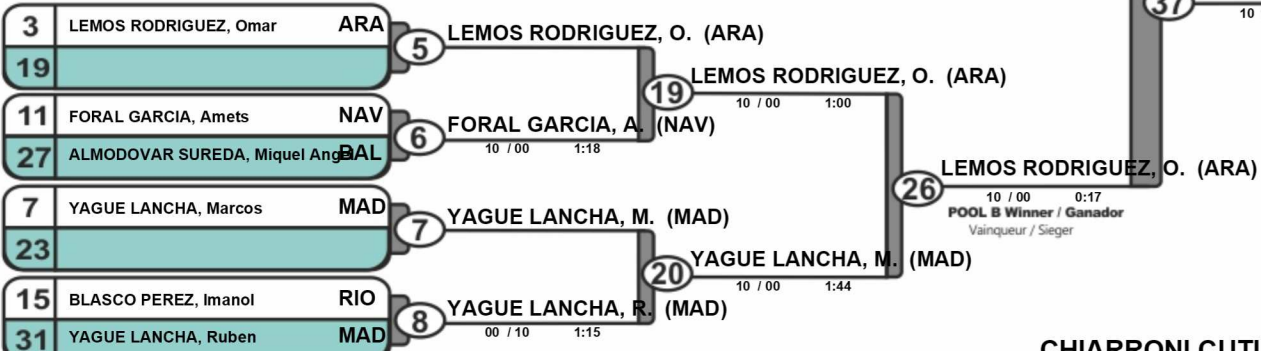 3 LEMOS RODRIGUEZ, Omar ARA
19
5 LEMOS RODRIGUEZ, O. (ARA)
11 FORAL GARCIA, Amets NAV
27 ALMODOVAR SUREDA, Miquel Angel BAL
6 FORAL GARCIA, A. (NAV)
10 / 00 1:18
19 LEMOS RODRIGUEZ, O. (ARA)
10 / 00 1:00
7 YAGUE LANCHA, Marcos MAD
23
7 YAGUE LANCHA, M. (MAD)
15 BLASCO PEREZ, Imanol RIO
31 YAGUE LANCHA, Ruben MAD
8 YAGUE LANCHA, R. (MAD)
00 / 10 1:15
20 YAGUE LANCHA, M. (MAD)
10 / 00 1:44
26 LEMOS RODRIGUEZ, O. (ARA)
10 / 00 0:17
POOL B Winner / Ganador
Vainqueur / Sieger
37
10